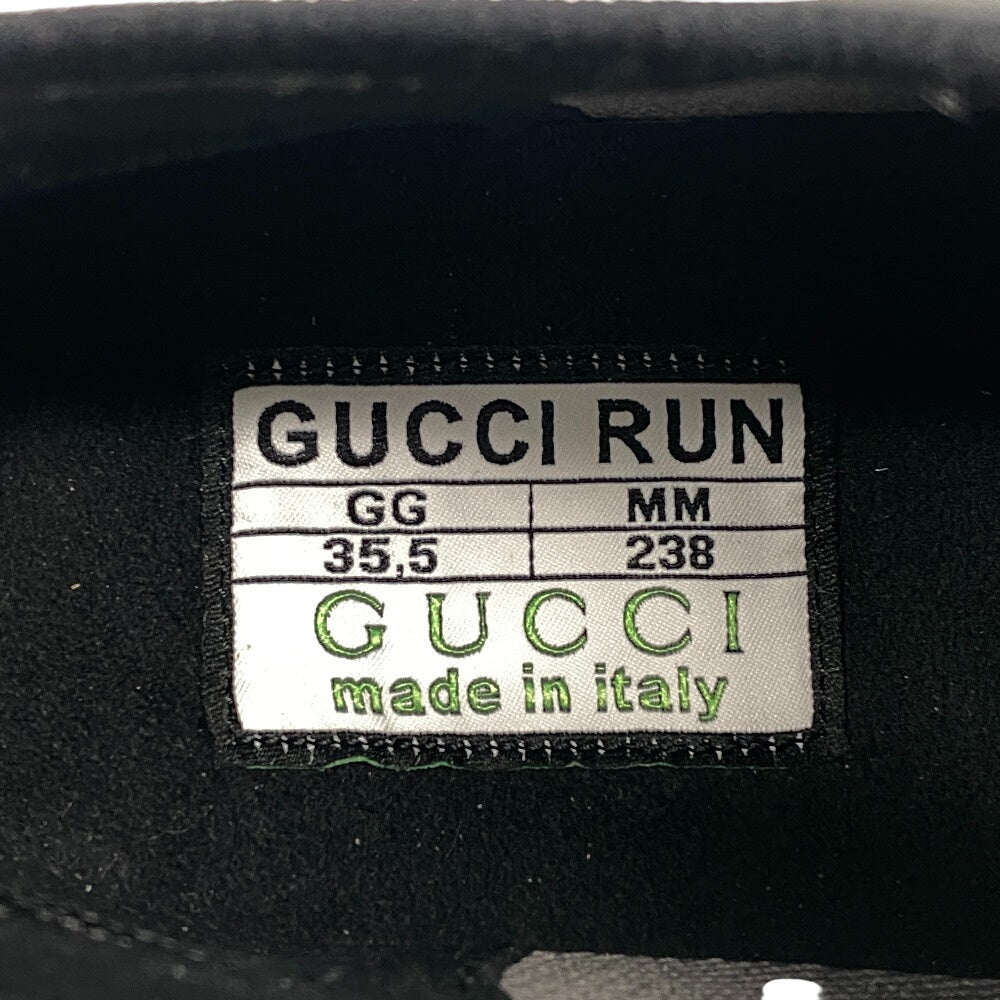 GUCCI RUN
GG MM
35,5 238
GUCCI
made in italy